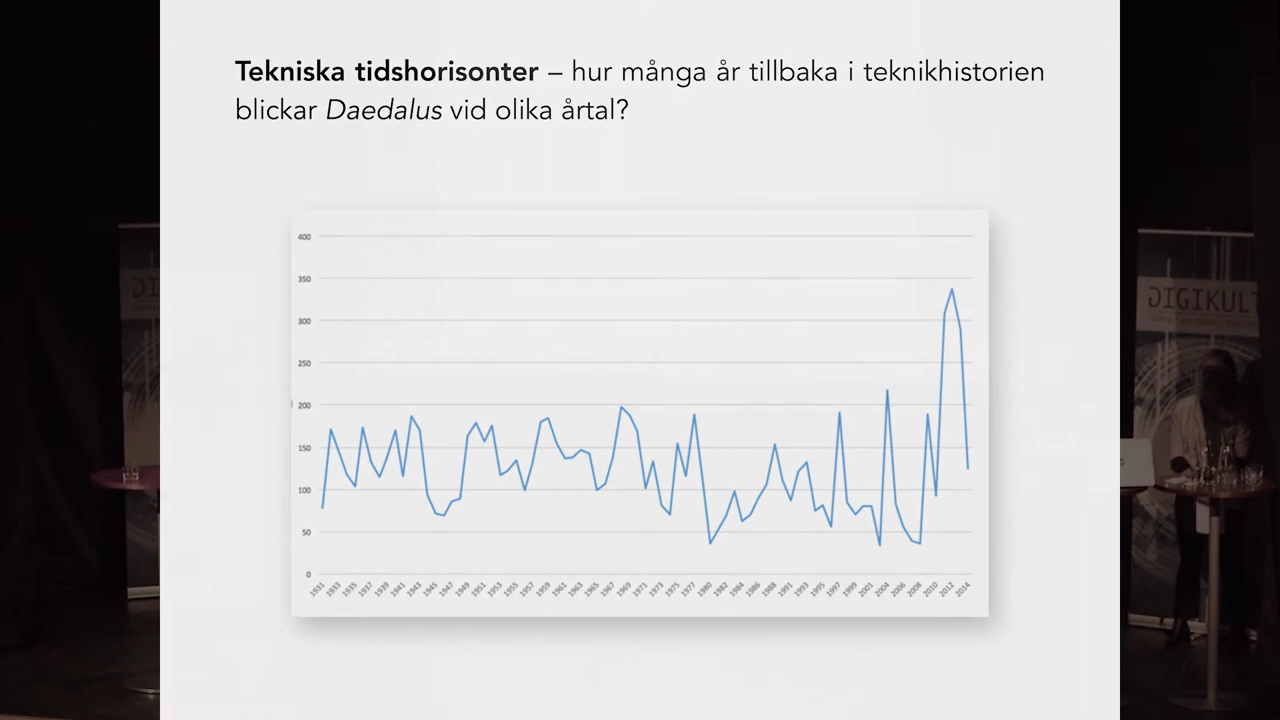 Tekniska tidshorisonter – hur många år tillbaka i teknikhistorien
blickar Daedalus vid olika årtal?
400
350
300
250
200
150
100
50
0
1931 1933 1935 1937 1939 1941 1943 1945 1947 1949 1951 1953 1955 1957 1959 1961 1963 1965 1967 1969 1971 1973 1975 1977 1980 1982 1984 1986 1988 1991 1993 1995 1997 1999 2001 2004 2006 2008 2010 2012 2014
DIGIKUL